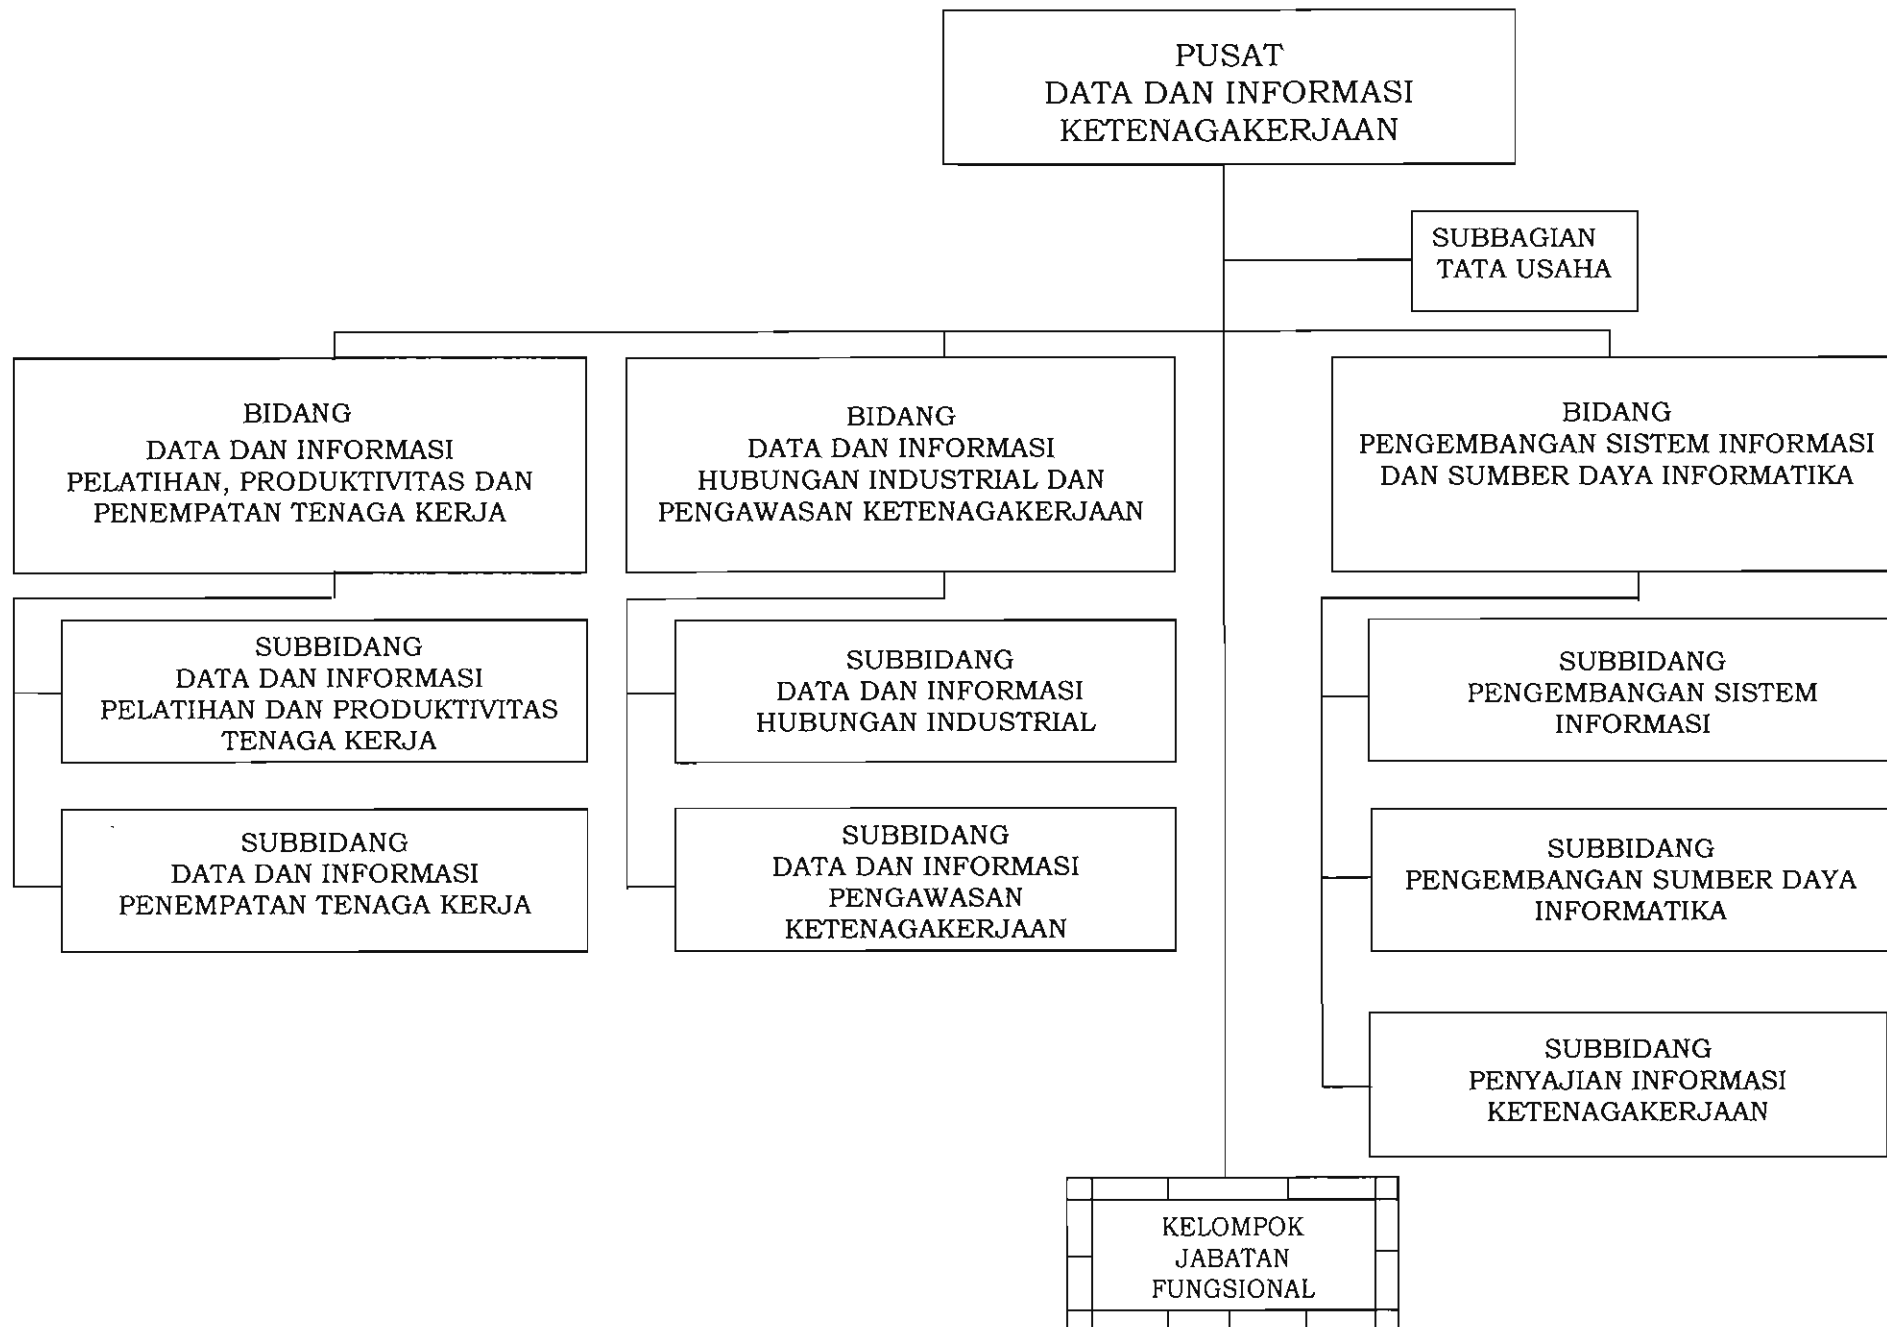 PUSAT
DATA DAN INFORMASI
KETENAGAKERJAAN
SUBBAGIAN
TATA USAHA
BIDANG
DATA DAN INFORMASI
PELATIHAN, PRODUKTIVITAS DAN
PENEMPATAN TENAGA KERJA
BIDANG
DATA DAN INFORMASI
HUBUNGAN INDUSTRIAL DAN
PENGAWASAN KETENAGAKERJAAN
BIDANG
PENGEMBANGAN SISTEM INFORMASI
DAN SUMBER DAYA INFORMATIKA
SUBBIDANG
DATA DAN INFORMASI
PELATIHAN DAN PRODUKTIVITAS
TENAGA KERJA
SUBBIDANG
DATA DAN INFORMASI
PENEMPATAN TENAGA KERJA
SUBBIDANG
DATA DAN INFORMASI
HUBUNGAN INDUSTRIAL
SUBBIDANG
DATA DAN INFORMASI
PENGAWASAN
KETENAGAKERJAAN
SUBBIDANG
PENGEMBANGAN SISTEM
INFORMASI
SUBBIDANG
PENGEMBANGAN SUMBER DAYA
INFORMATIKA
SUBBIDANG
PENYAJIAN INFORMASI
KETENAGAKERJAAN
KELOMPOK
JABATAN
FUNGSIONAL